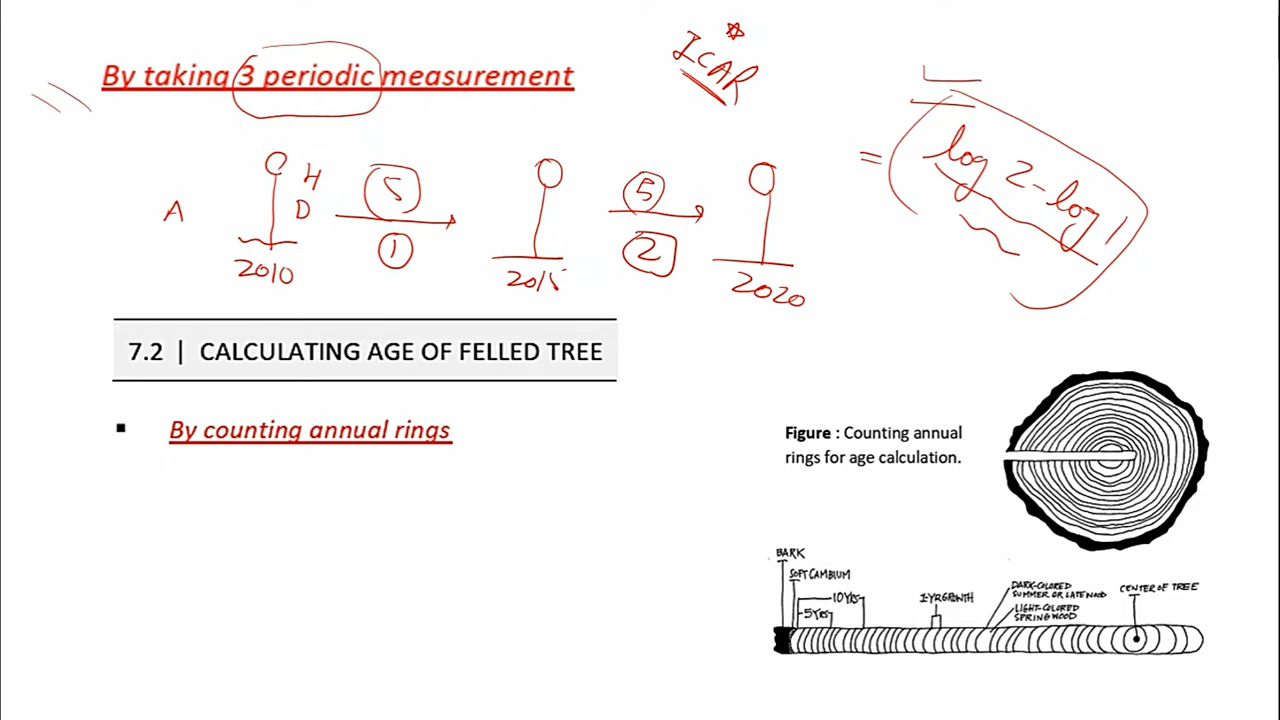 By taking 3 periodic measurement
ICAR
A
H
D
5
1
2010
2015
5
2
2020
= log 2 - log 1
7.2 | CALCULATING AGE OF FELLED TREE
▪ By counting annual rings
Figure : Counting annual
rings for age calculation.
BARK
SOFT CAMBIUM
10 YRS
5 YRS
1-YR GROWTH
DARK-COLORED
SUMMER OR LATEWOOD
LIGHT-COLORED
SPRING WOOD
CENTER OF TREE